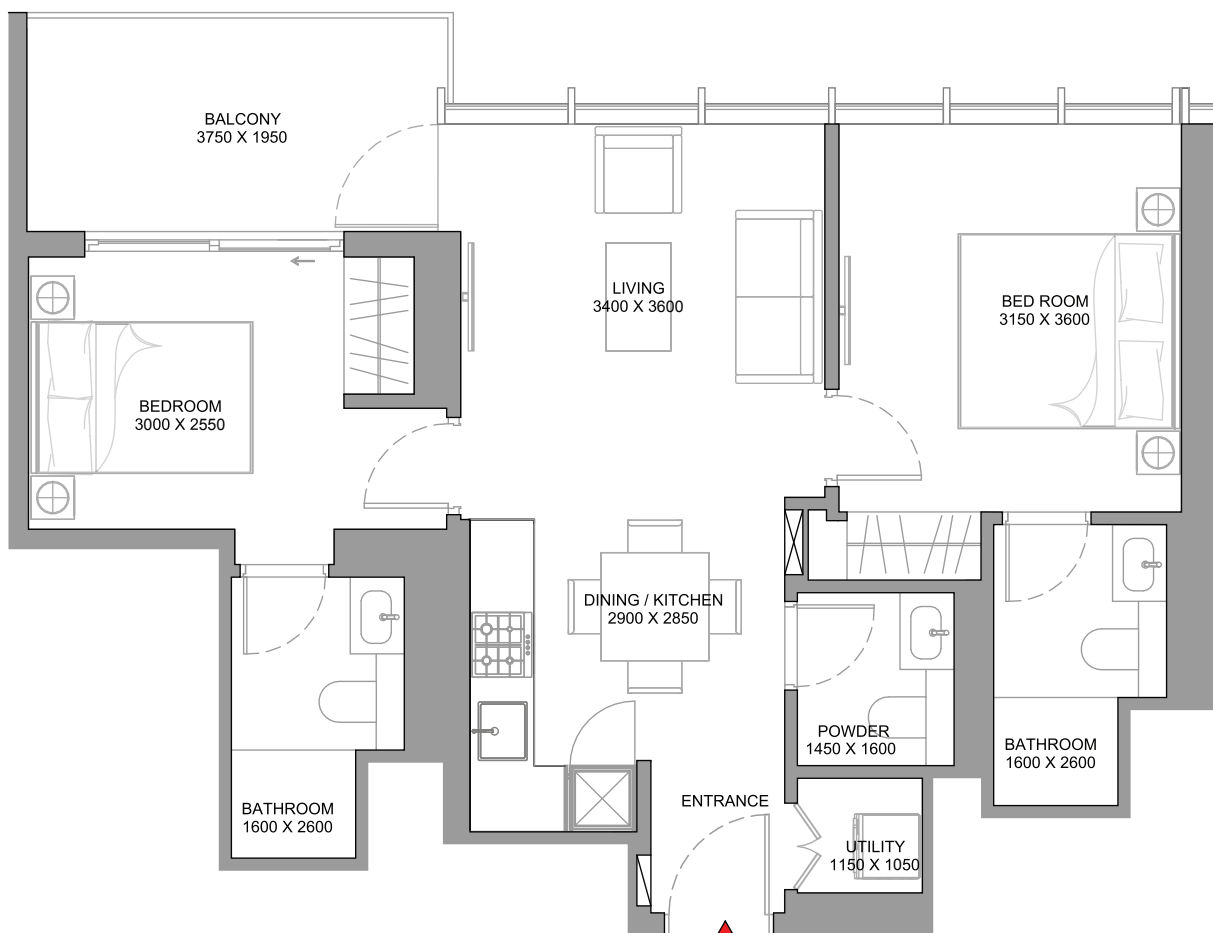 BALCONY
3750 X 1950
LIVING
3400 X 3600
BED ROOM
3150 X 3600
BEDROOM
3000 X 2550
DINING / KITCHEN
2900 X 2850
POWDER
1450 X 1600
BATHROOM
1600 X 2600
ENTRANCE
BATHROOM
1600 X 2600
UTILITY
1150 X 1050